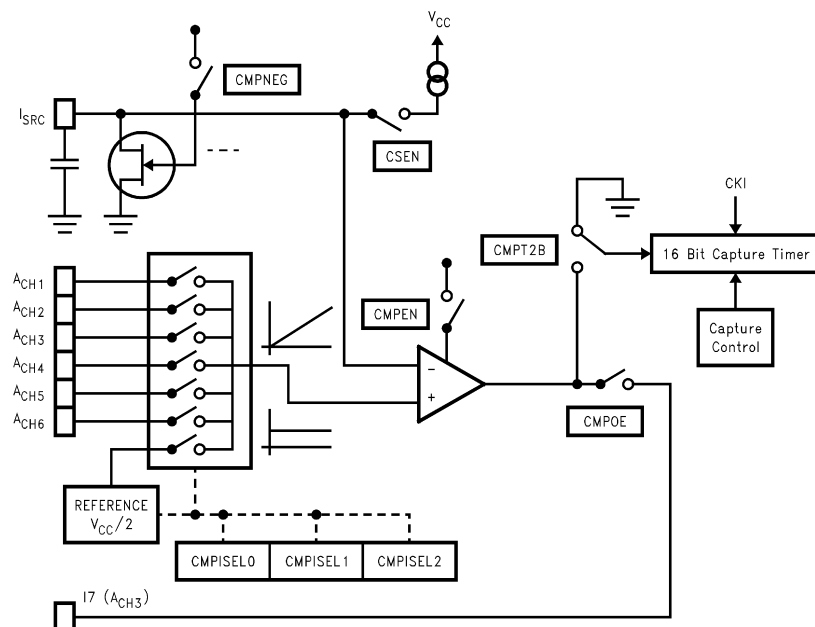 V_CC
CMPNEG
I_SRC
CSEN
CKI
CMPT2B
16 Bit Capture Timer
A_CH1
A_CH2
A_CH3
A_CH4
A_CH5
A_CH6
CMPEN
Capture
Control
−
+
CMPOE
REFERENCE
V_CC/2
CMPISEL0 CMPISEL1 CMPISEL2
I7 (A_CH3)